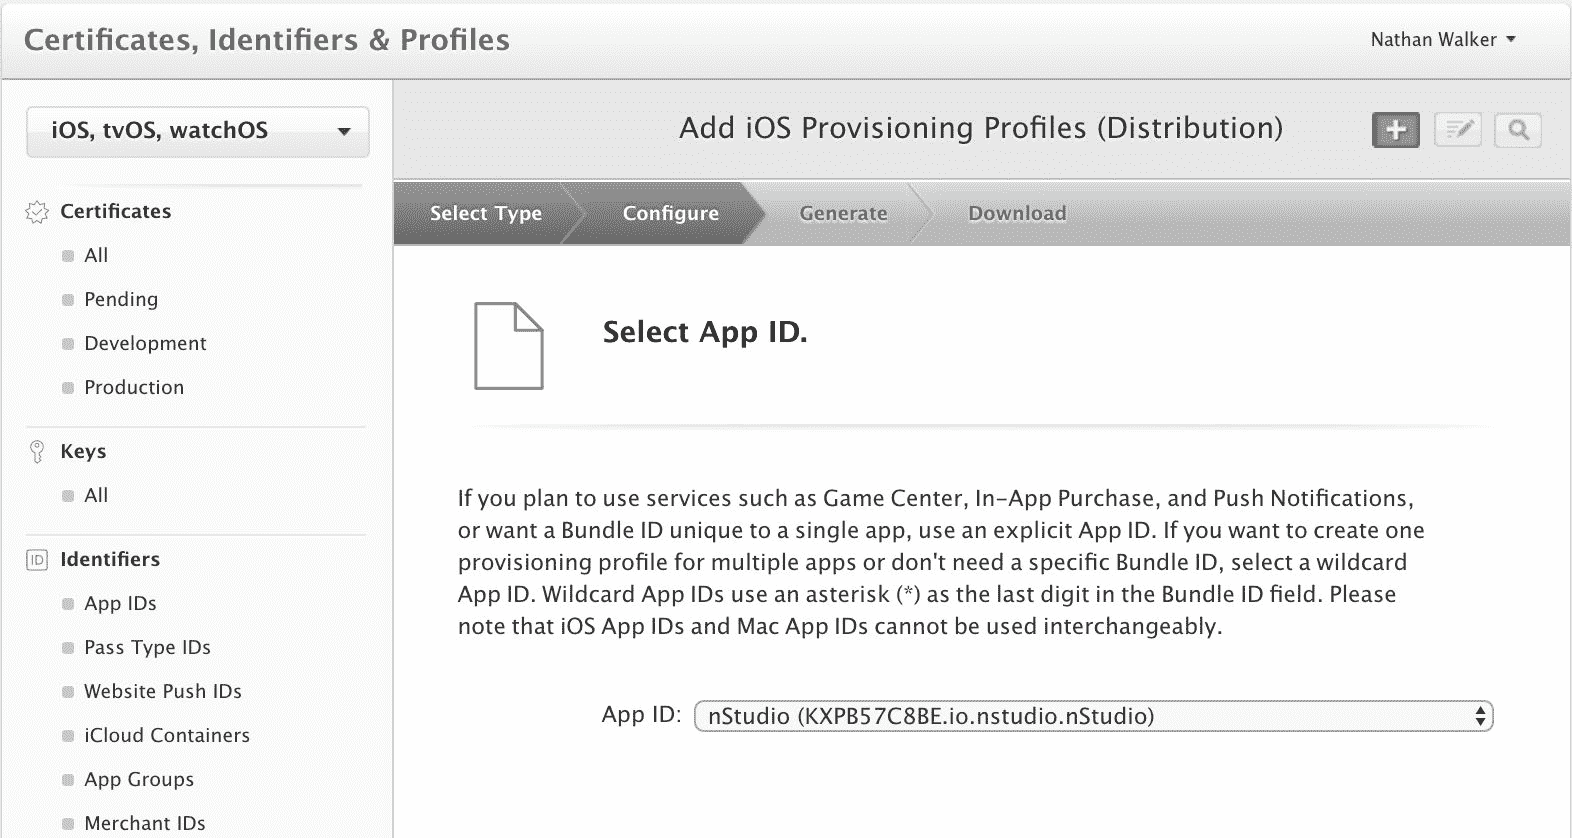 Certificates, Identifiers & Profiles
Nathan Walker
iOS, tvOS, watchOS
Add iOS Provisioning Profiles (Distribution)
Select Type
Configure
Generate
Download
Certificates
All
Pending
Development
Production
Keys
All
ID Identifiers
App IDs
Pass Type IDs
Website Push IDs
iCloud Containers
App Groups
Merchant IDs
Select App ID.
If you plan to use services such as Game Center, In-App Purchase, and Push Notifications,
or want a Bundle ID unique to a single app, use an explicit App ID. If you want to create one
provisioning profile for multiple apps or don't need a specific Bundle ID, select a wildcard
App ID. Wildcard App IDs use an asterisk (*) as the last digit in the Bundle ID field. Please
note that iOS App IDs and Mac App IDs cannot be used interchangeably.
App ID: nStudio (KXPB57C8BE.io.nstudio.nStudio)